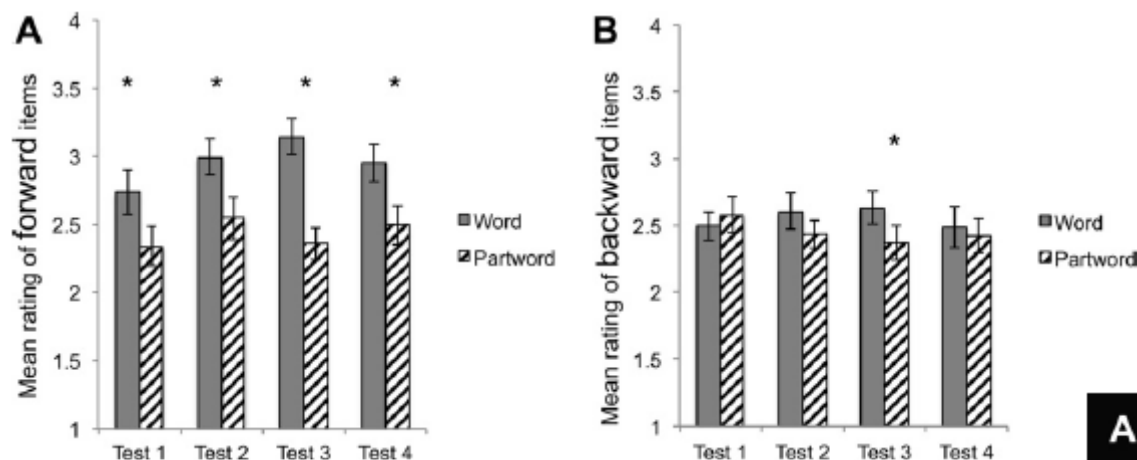 A
Mean rating of forward items
4
3.5
3
2.5
2
1.5
1
* * * *
Test 1 Test 2 Test 3 Test 4
Word
Partword
B
Mean rating of backward items
4
3.5
3
2.5
2
1.5
1
*
Test 1 Test 2 Test 3 Test 4
Word
Partword
A